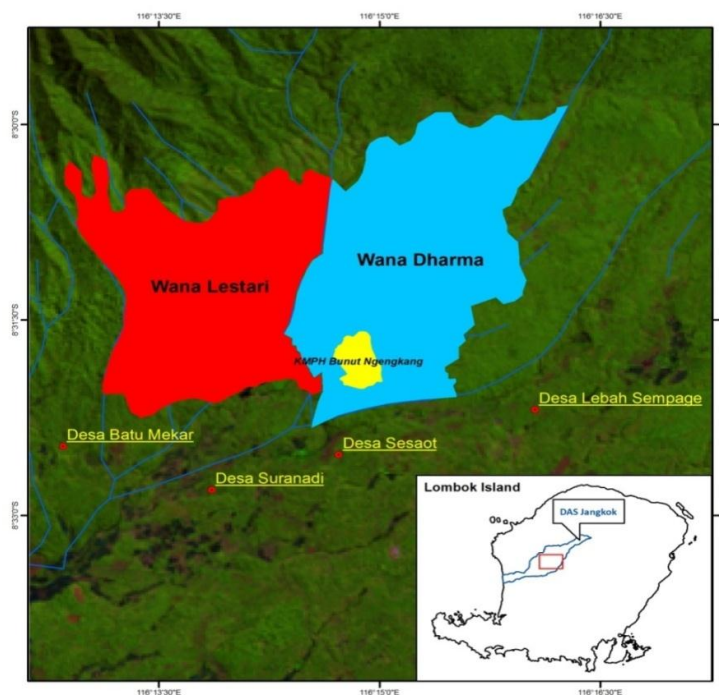 116°13'30"E
116°15'0"E
116°16'30"E
8°30'0"S
Wana Dharma
Wana Lestari
8°31'30"S
KMPH Bunut Ngengkang
Desa Lebah Sempage
Desa Batu Mekar
Desa Sesaot
Desa Suranadi
Lombok Island
DAS Jangkok
8°33'0"S
116°13'30"E
116°15'0"E
116°16'30"E